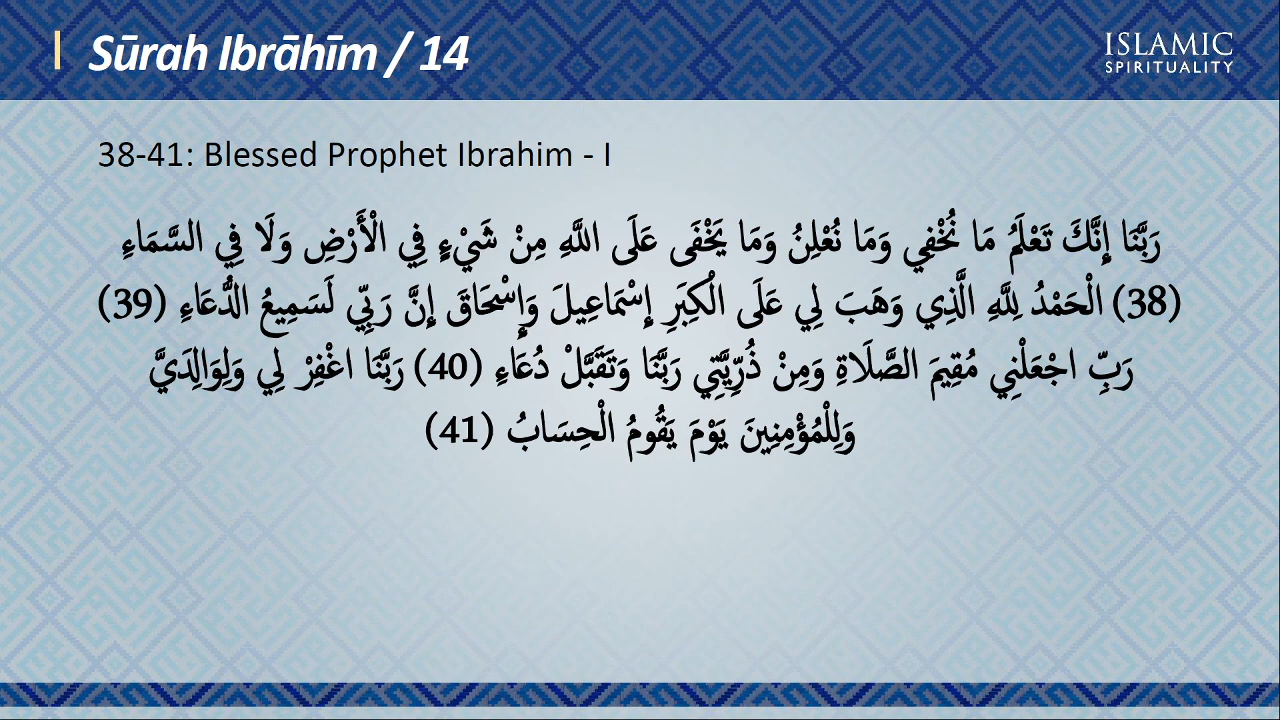 Sūrah Ibrāhīm / 14
ISLAMIC
SPIRITUALITY
38-41: Blessed Prophet Ibrahim - I
رَبَّنَا إِنَّكَ تَعْلَمُ مَا نُخْفِي وَمَا نُعْلِنُ وَمَا يَخْفَى عَلَى اللَّهِ مِنْ شَيْءٍ فِي الْأَرْضِ وَلَا فِي السَّمَاءِ
(38) الْحَمْدُ لِلَّهِ الَّذِي وَهَبَ لِي عَلَى الْكِبَرِ إِسْمَاعِيلَ وَإِسْحَاقَ إِنَّ رَبِّي لَسَمِيعُ الدُّعَاءِ (39)
رَبِّ اجْعَلْنِي مُقِيمَ الصَّلَاةِ وَمِنْ ذُرِّيَّتِي رَبَّنَا وَتَقَبَّلْ دُعَاءِ (40) رَبَّنَا اغْفِرْ لِي وَلِوَالِدَيَّ
وَلِلْمُؤْمِنِينَ يَوْمَ يَقُومُ الْحِسَابُ (41)